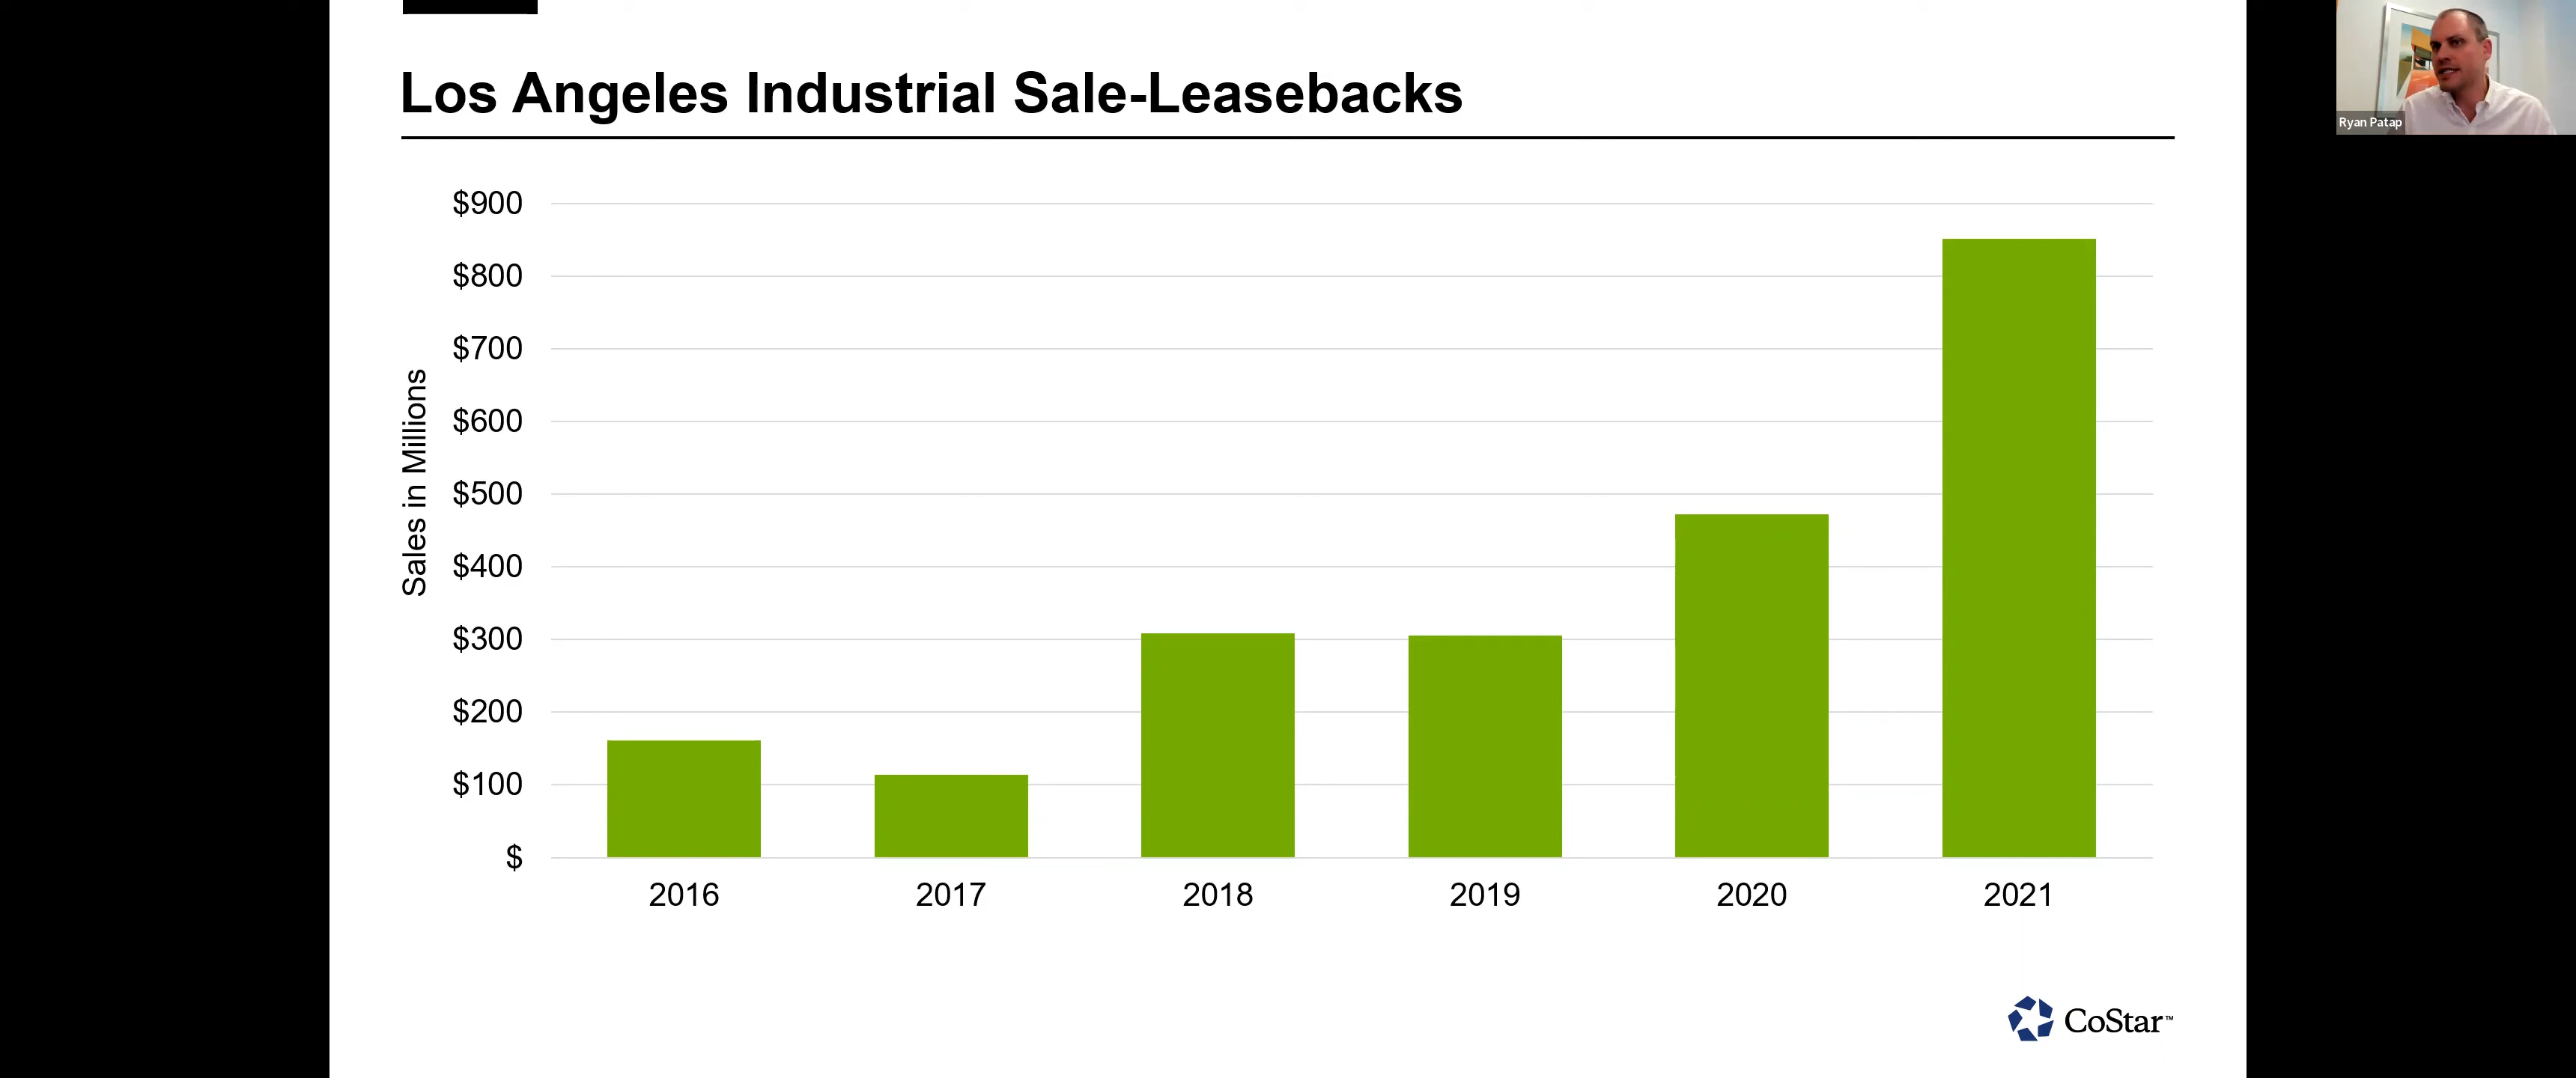 Los Angeles Industrial Sale-Leasebacks
Ryan Patap
Sales in Millions
$900
$800
$700
$600
$500
$400
$300
$200
$100
$
2016 2017 2018 2019 2020 2021
CoStar™